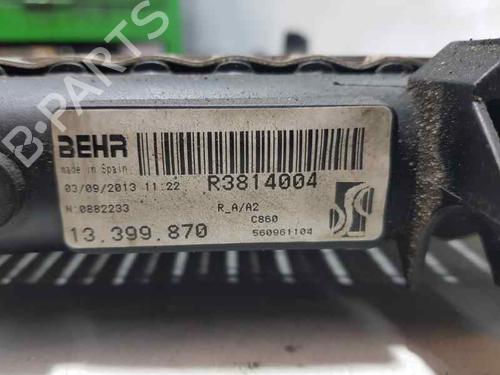 B-PARTS
BEHR
made in Spain
03/09/2013 11:22 R3814004
N:0882233 R_A/A2
C860
13.399.870 560961104